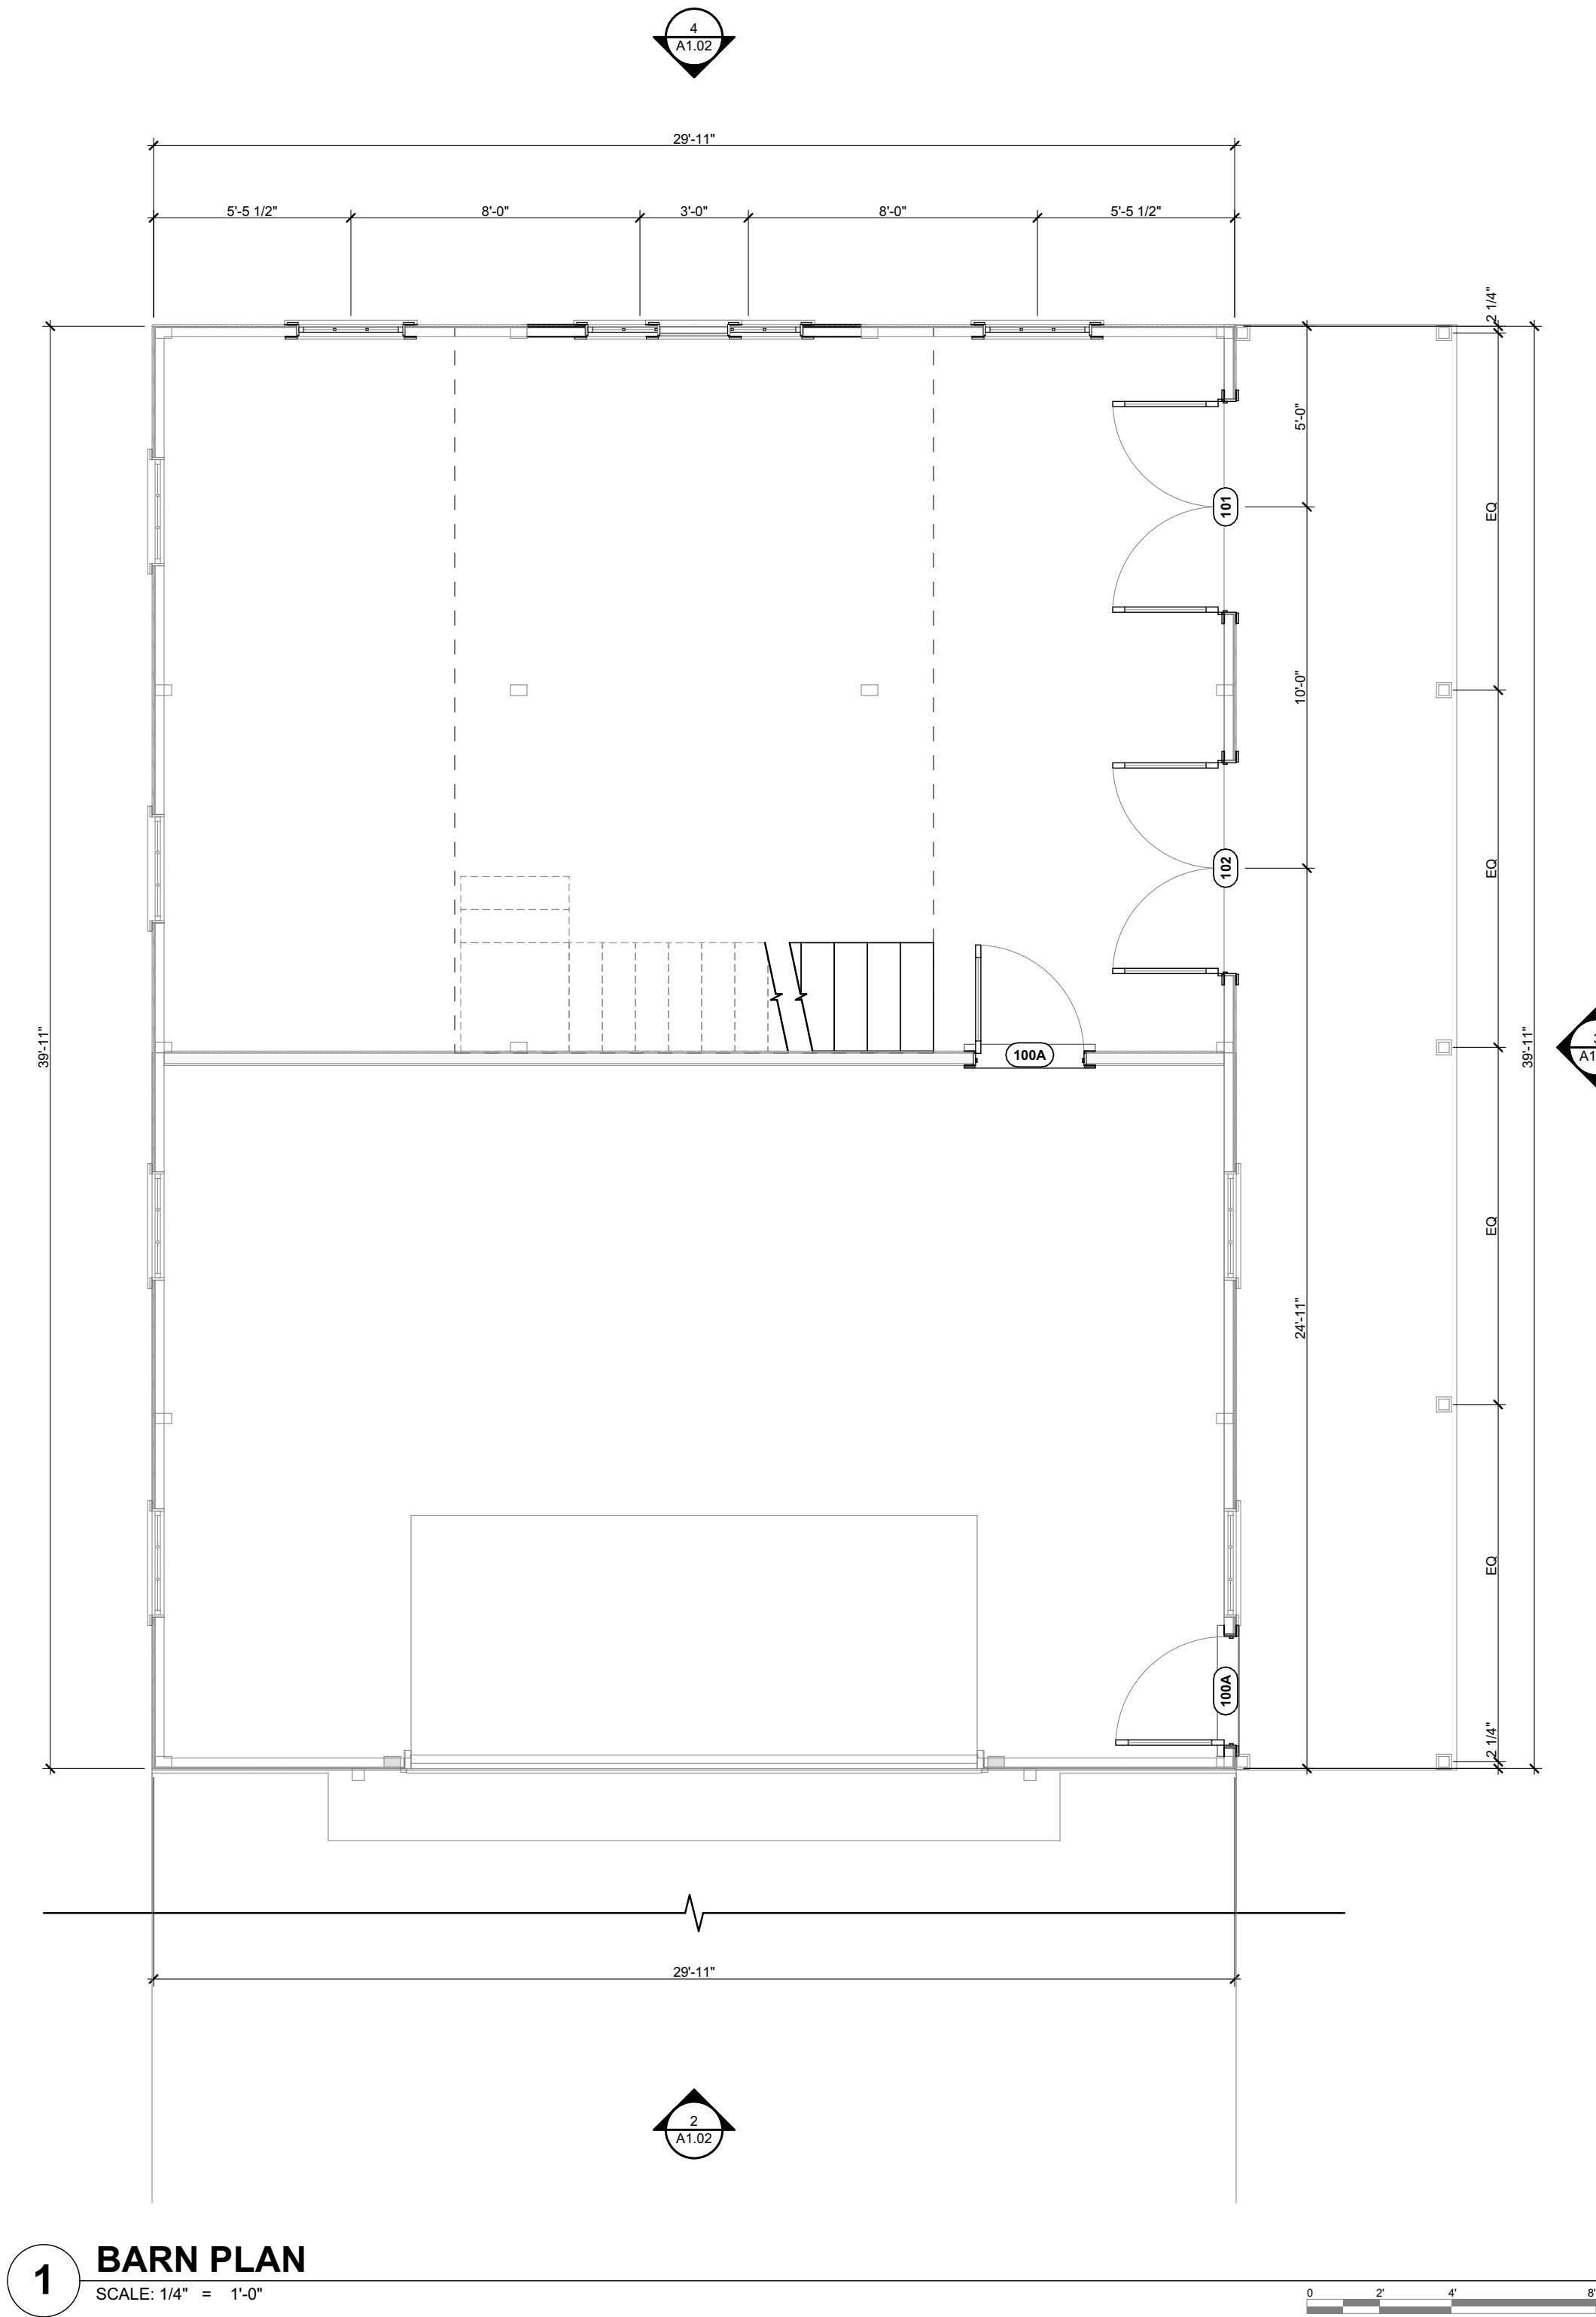 4
A1.02
29'-11"
5'-5 1/2"
8'-0"
3'-0"
8'-0"
5'-5 1/2"
2 1/4"
5'-0"
101
EQ
10'-0"
102
EQ
39'-11"
100A
39'-11"
EQ
24'-11"
EQ
100A
2 1/4"
29'-11"
2
A1.02
1
BARN PLAN
SCALE: 1/4" = 1'-0"
0 2' 4' 8'